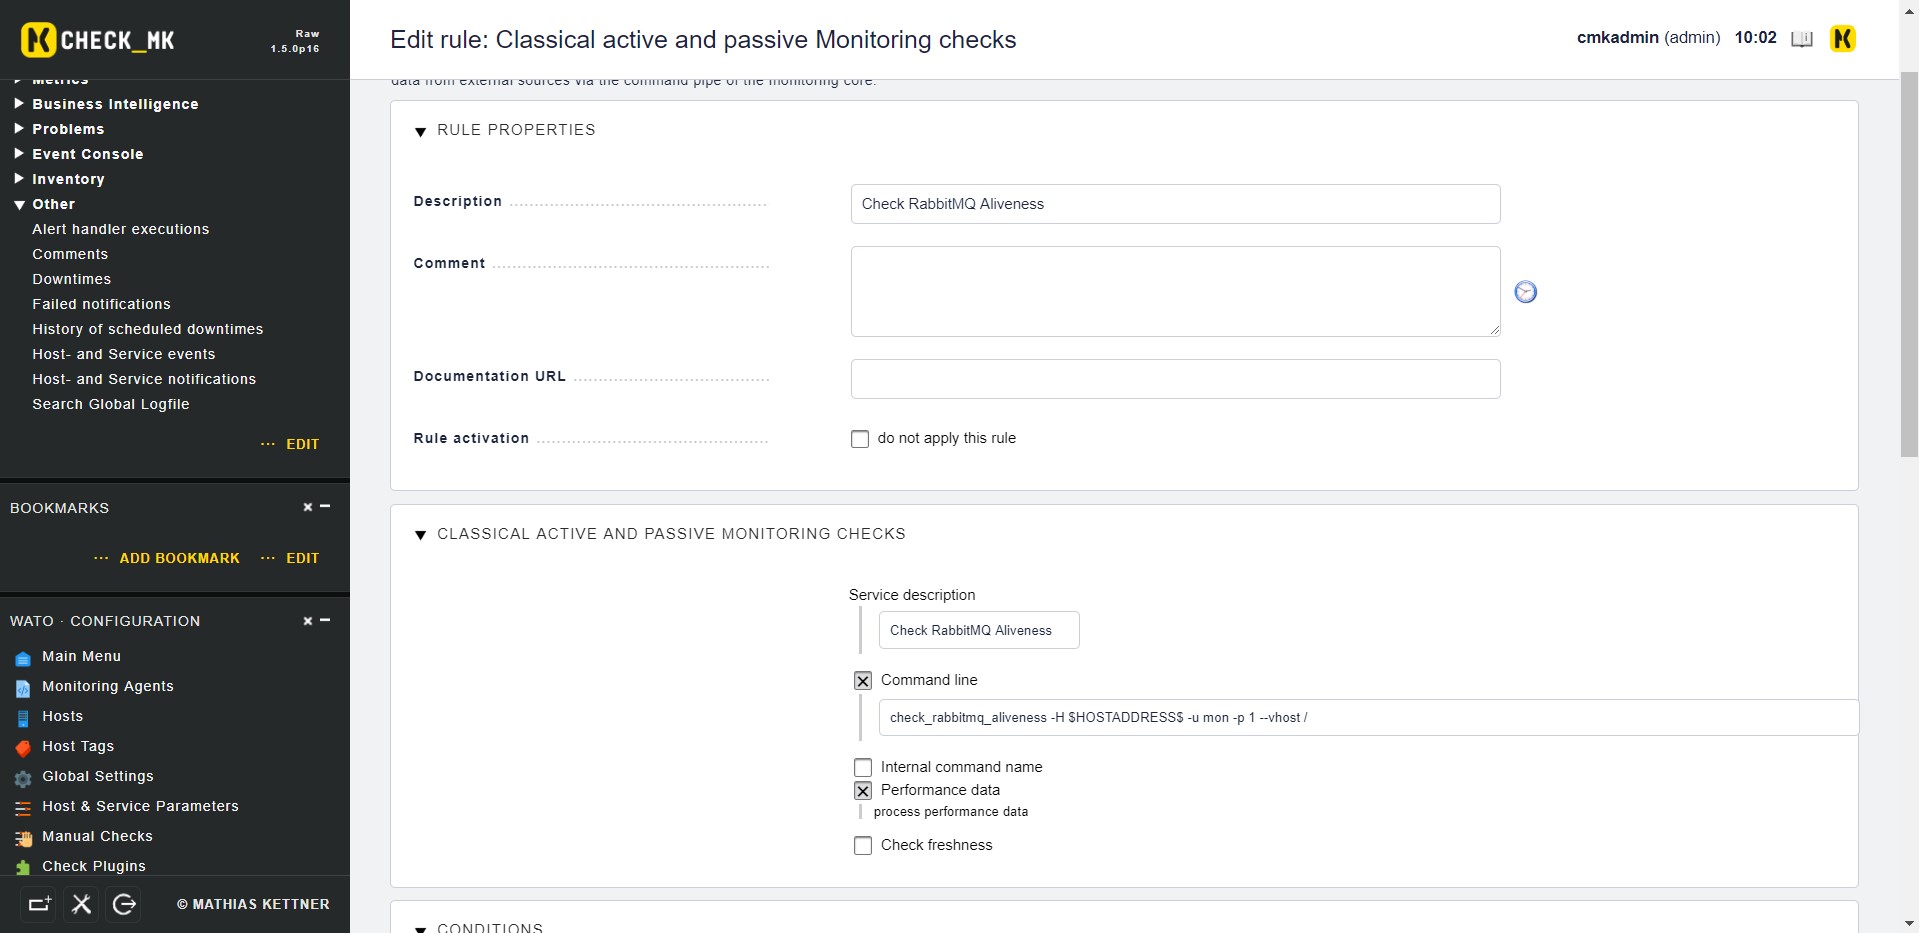 CHECK_MK
Raw
1.5.0p16
Metrics
Business Intelligence
Problems
Event Console
Inventory
Other
Alert handler executions
Comments
Downtimes
Failed notifications
History of scheduled downtimes
Host- and Service events
Host- and Service notifications
Search Global Logfile
··· EDIT
BOOKMARKS
··· ADD BOOKMARK ··· EDIT
WATO · CONFIGURATION
Main Menu
Monitoring Agents
Hosts
Host Tags
Global Settings
Host & Service Parameters
Manual Checks
Check Plugins
© MATHIAS KETTNER
Edit rule: Classical active and passive Monitoring checks
cmkadmin (admin) 10:02
data from external sources via the command pipe of the monitoring core.
RULE PROPERTIES
Description
Check RabbitMQ Aliveness
Comment
Documentation URL
Rule activation
do not apply this rule
CLASSICAL ACTIVE AND PASSIVE MONITORING CHECKS
Service description
Check RabbitMQ Aliveness
Command line
check_rabbitmq_aliveness -H $HOSTADDRESS$ -u mon -p 1 --vhost /
Internal command name
Performance data
process performance data
Check freshness
CONDITIONS